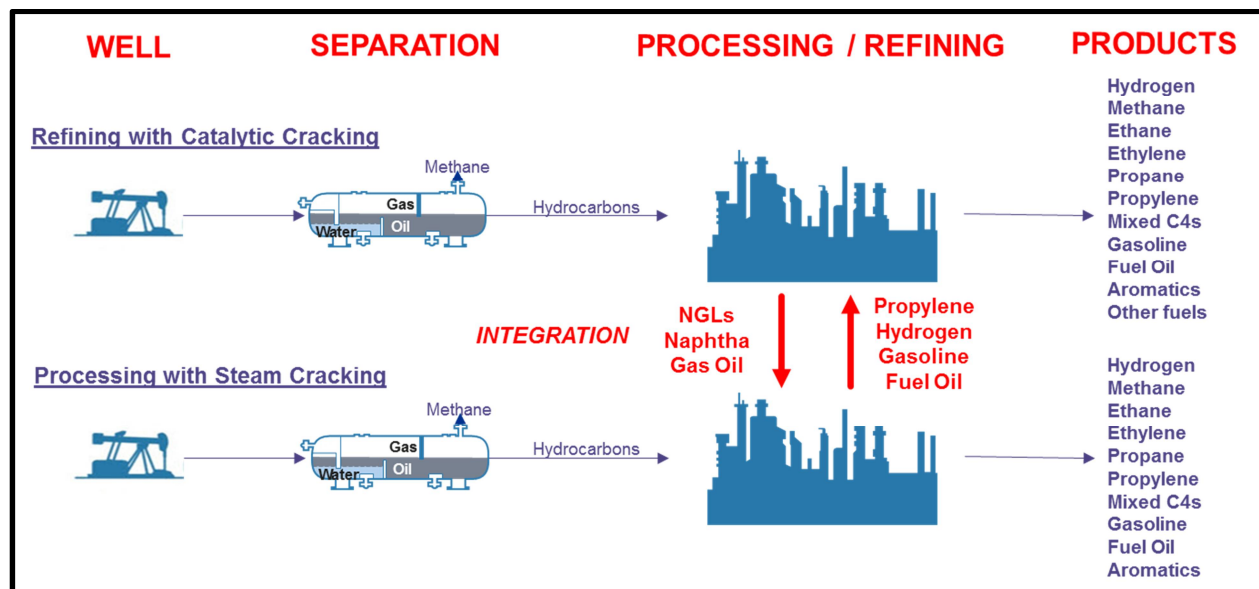 WELL
SEPARATION
PROCESSING / REFINING
PRODUCTS
Refining with Catalytic Cracking
Methane
Gas
Water
Oil
Hydrocarbons
Hydrogen
Methane
Ethane
Ethylene
Propane
Propylene
Mixed C4s
Gasoline
Fuel Oil
Aromatics
Other fuels
INTEGRATION
NGLs
Naphtha
Gas Oil
Propylene
Hydrogen
Gasoline
Fuel Oil
Processing with Steam Cracking
Methane
Gas
Water
Oil
Hydrocarbons
Hydrogen
Methane
Ethane
Ethylene
Propane
Propylene
Mixed C4s
Gasoline
Fuel Oil
Aromatics